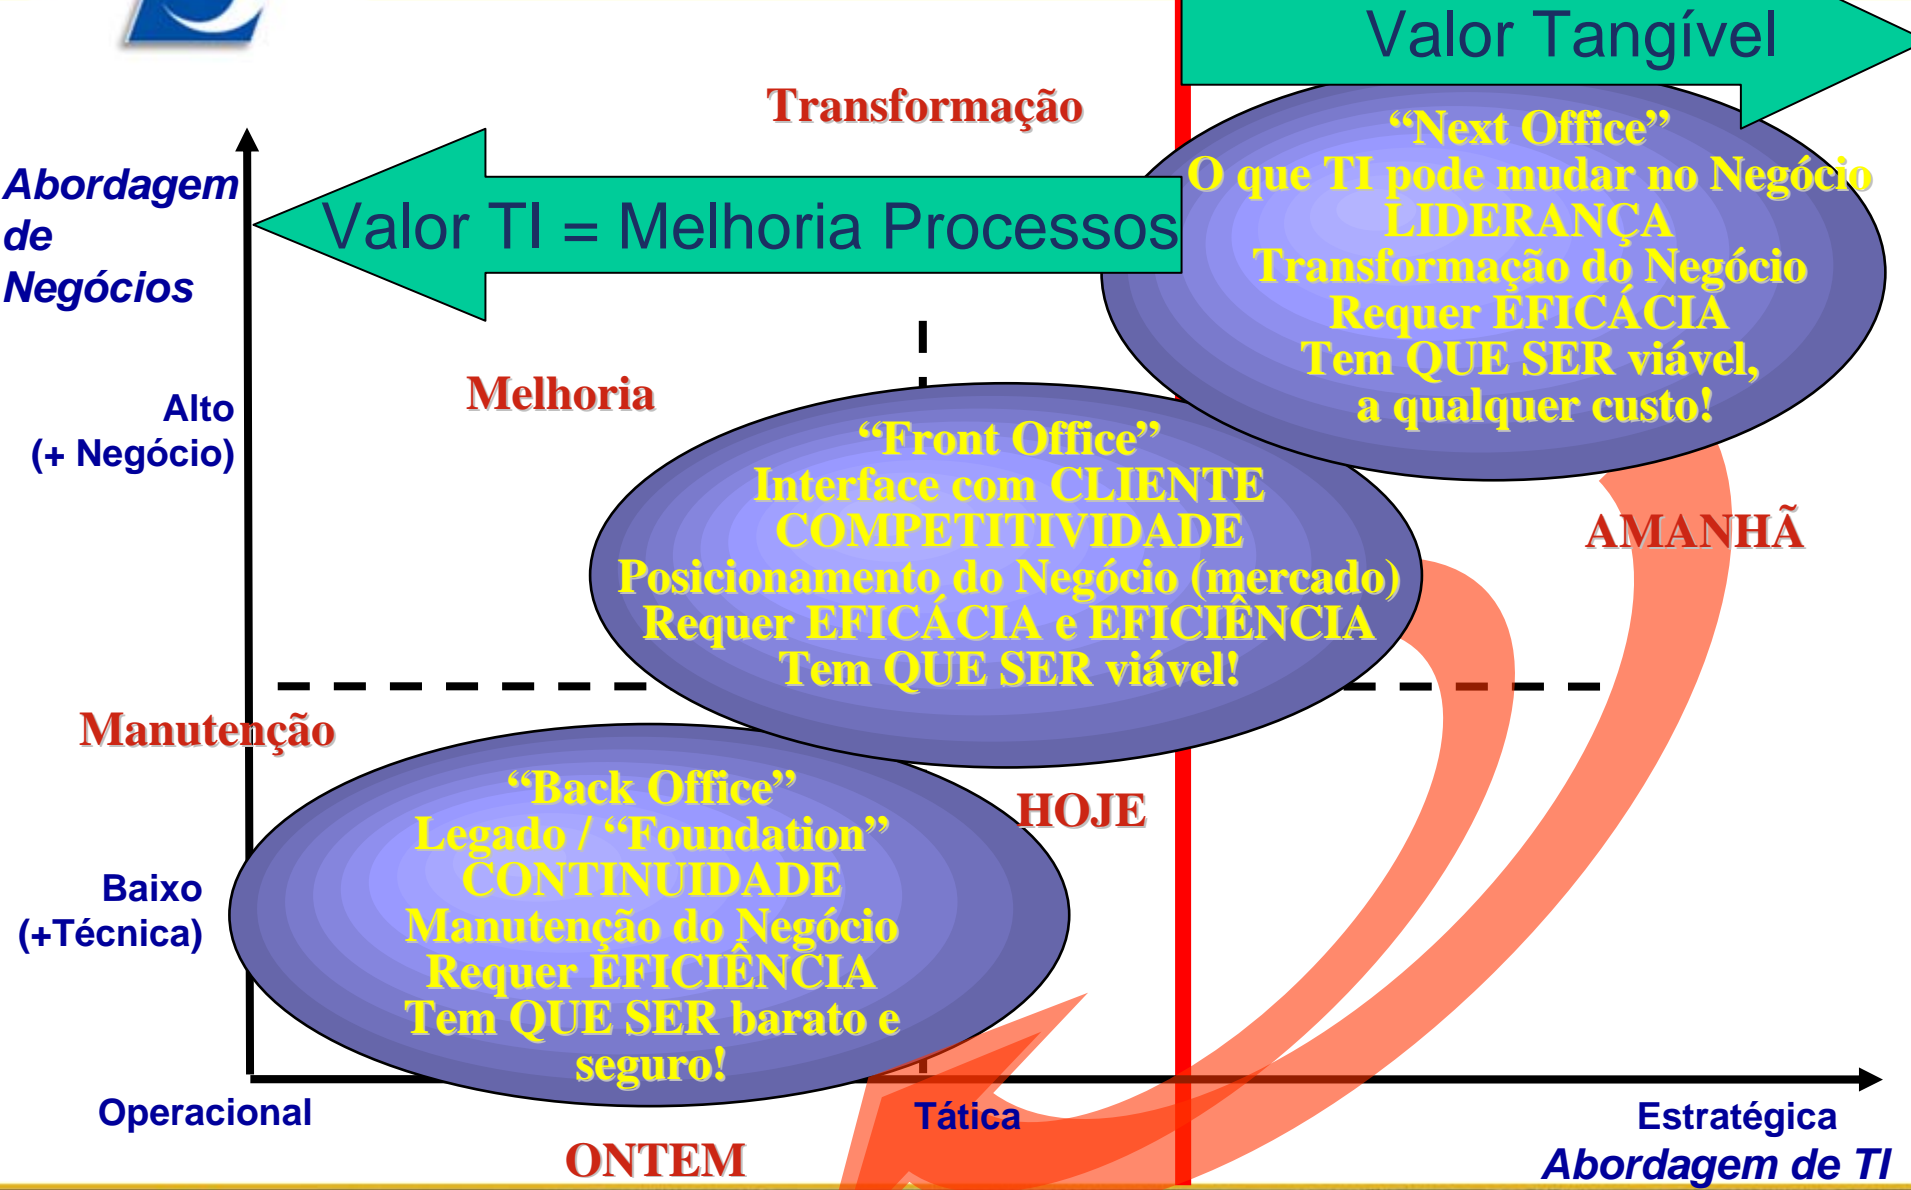 Valor Tangível
Transformação
Abordagem
de
Negócios
Valor TI = Melhoria Processos
“Next Office”
O que TI pode mudar no Negócio
LIDERANÇA
Transformação do Negócio
Requer EFICÁCIA
Tem QUE SER viável,
a qualquer custo!
Melhoria
Alto
(+ Negócio)
“Front Office”
Interface com CLIENTE
COMPETITIVIDADE
Posicionamento do Negócio (mercado)
Requer EFICÁCIA e EFICIÊNCIA
Tem QUE SER viável!
AMANHÃ
Manutenção
“Back Office”
Legado / “Foundation”
CONTINUIDADE
Manutenção do Negócio
Requer EFICIÊNCIA
Tem QUE SER barato e
seguro!
HOJE
Baixo
(+Técnica)
Operacional
Tática
Estratégica
ONTEM
Abordagem de TI